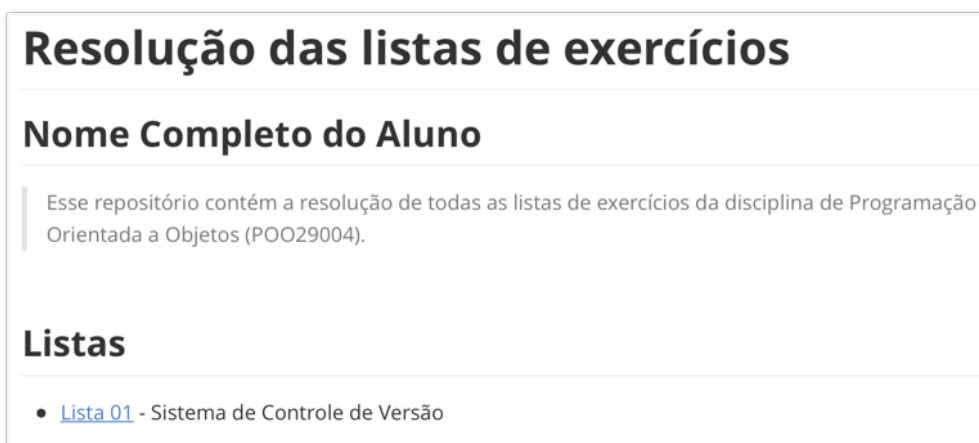 Resolução das listas de exercícios
Nome Completo do Aluno
Esse repositório contém a resolução de todas as listas de exercícios da disciplina de Programação
Orientada a Objetos (POO29004).
Listas
Lista 01 - Sistema de Controle de Versão